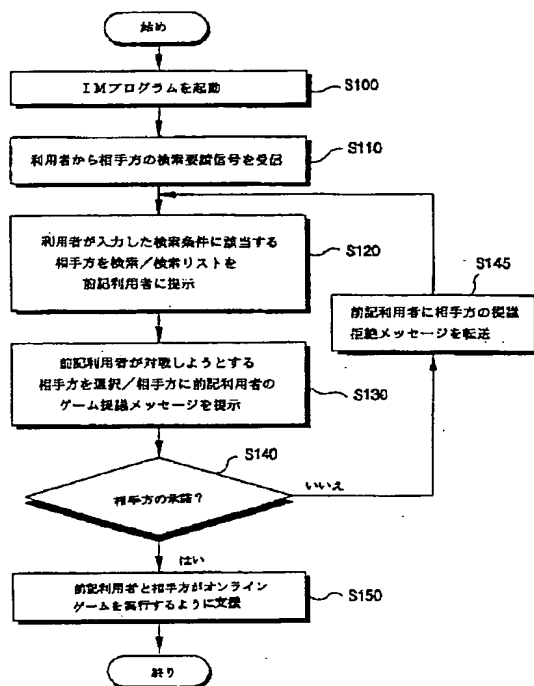 始め
IMプログラムを起動
S100
利用者から相手方の検索要請信号を受信
S110
利用者が入力した検索条件に該当する
相手方を検索/検索リストを
前記利用者に提示
S120
S145
前記利用者に相手方の提議
拒絶メッセージを転送
前記利用者が対戦しようとする
相手方を選択/相手方に前記利用者の
ゲーム提議メッセージを提示
S130
S140
相手方の承諾?
いいえ
はい
前記利用者と相手方がオンライン
ゲームを実行するように支援
S150
終り